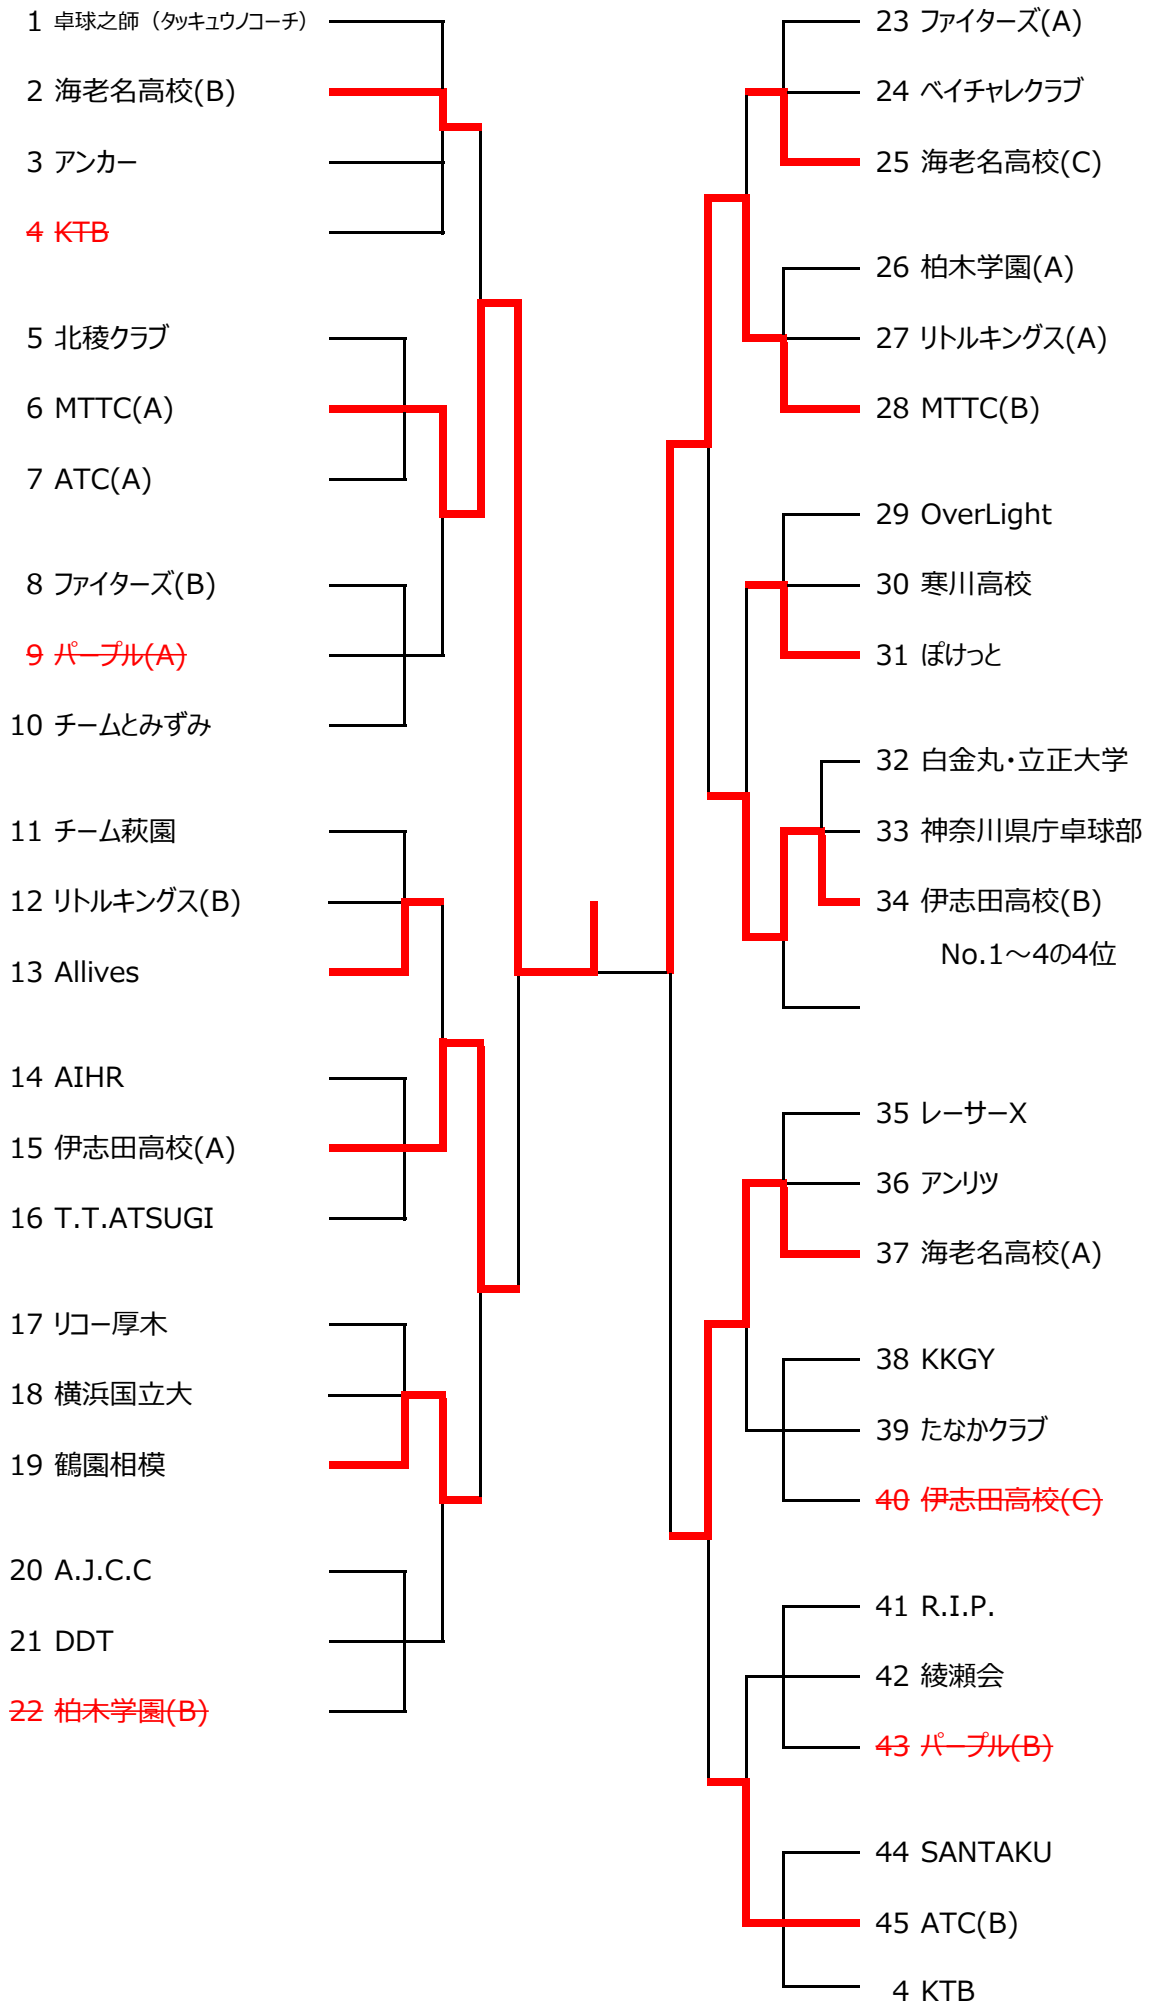 1 卓球之師（タッキュウノコーチ）
2 海老名高校(B)
3 アンカー
4 KTB
5 北稜クラブ
6 MTTC(A)
7 ATC(A)
8 ファイターズ(B)
9 パープル(A)
10 チームとみずみ
11 チーム萩園
12 リトルキングス(B)
13 Allives
14 AIHR
15 伊志田高校(A)
16 T.T.ATSUGI
17 リコー厚木
18 横浜国立大
19 鶴園相模
20 A.J.C.C
21 DDT
22 柏木学園(B)
23 ファイターズ(A)
24 ベイチャレクラブ
25 海老名高校(C)
26 柏木学園(A)
27 リトルキングス(A)
28 MTTC(B)
29 OverLight
30 寒川高校
31 ぽけっと
32 白金丸・立正大学
33 神奈川県庁卓球部
34 伊志田高校(B)
No.1～4の4位
35 レーサーX
36 アンリツ
37 海老名高校(A)
38 KKGY
39 たなかクラブ
40 伊志田高校(C)
41 R.I.P.
42 綾瀬会
43 パープル(B)
44 SANTAKU
45 ATC(B)
4 KTB